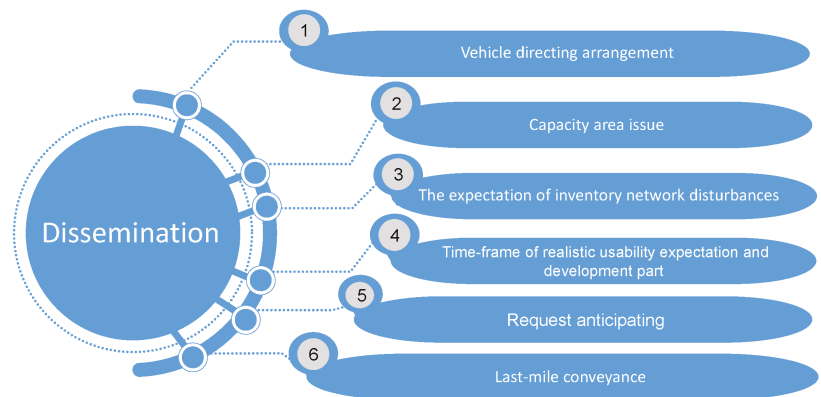 1
Vehicle directing arrangement
2
Capacity area issue
3
The expectation of inventory network disturbances
Dissemination
4
Time-frame of realistic usability expectation and
development part
5
Request anticipating
6
Last-mile conveyance